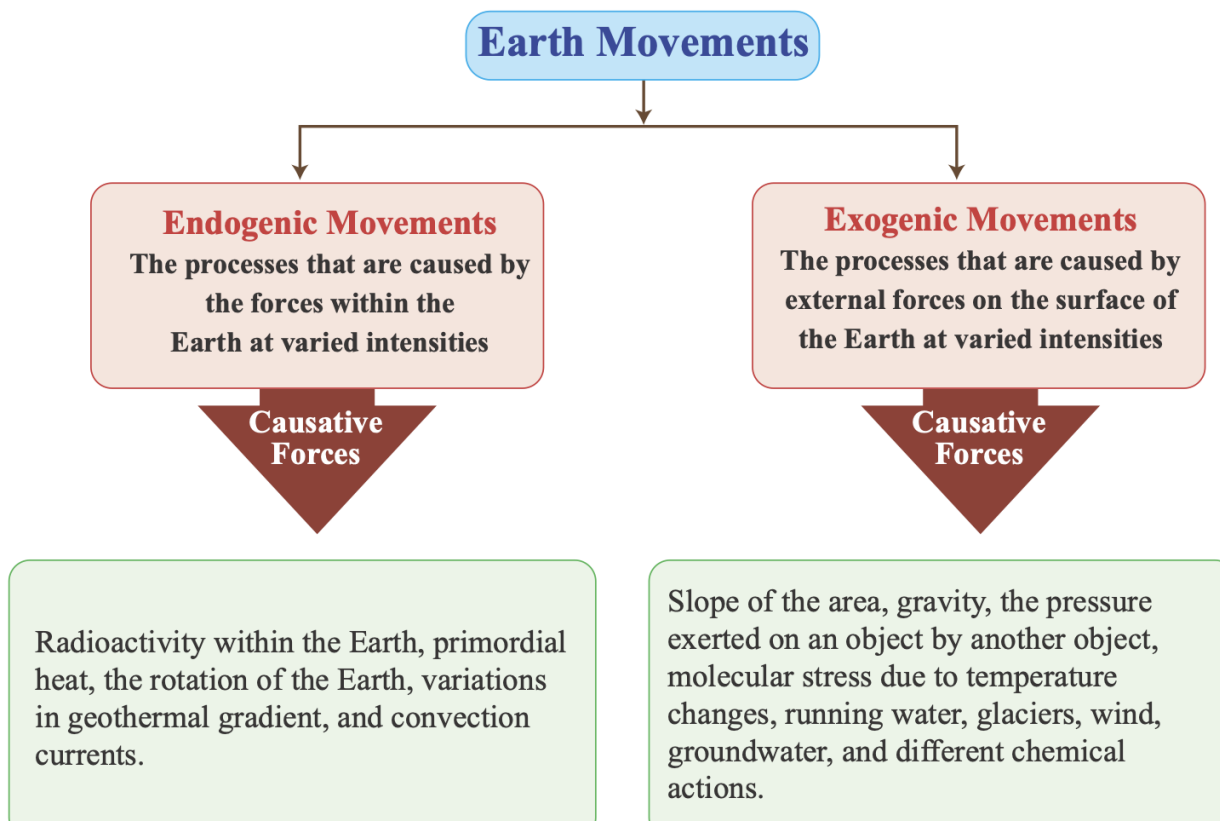 Earth Movements
Endogenic Movements
The processes that are caused by
the forces within the
Earth at varied intensities
Causative
Forces
Radioactivity within the Earth, primordial
heat, the rotation of the Earth, variations
in geothermal gradient, and convection
currents.
Exogenic Movements
The processes that are caused by
external forces on the surface of
the Earth at varied intensities
Causative
Forces
Slope of the area, gravity, the pressure
exerted on an object by another object,
molecular stress due to temperature
changes, running water, glaciers, wind,
groundwater, and different chemical
actions.